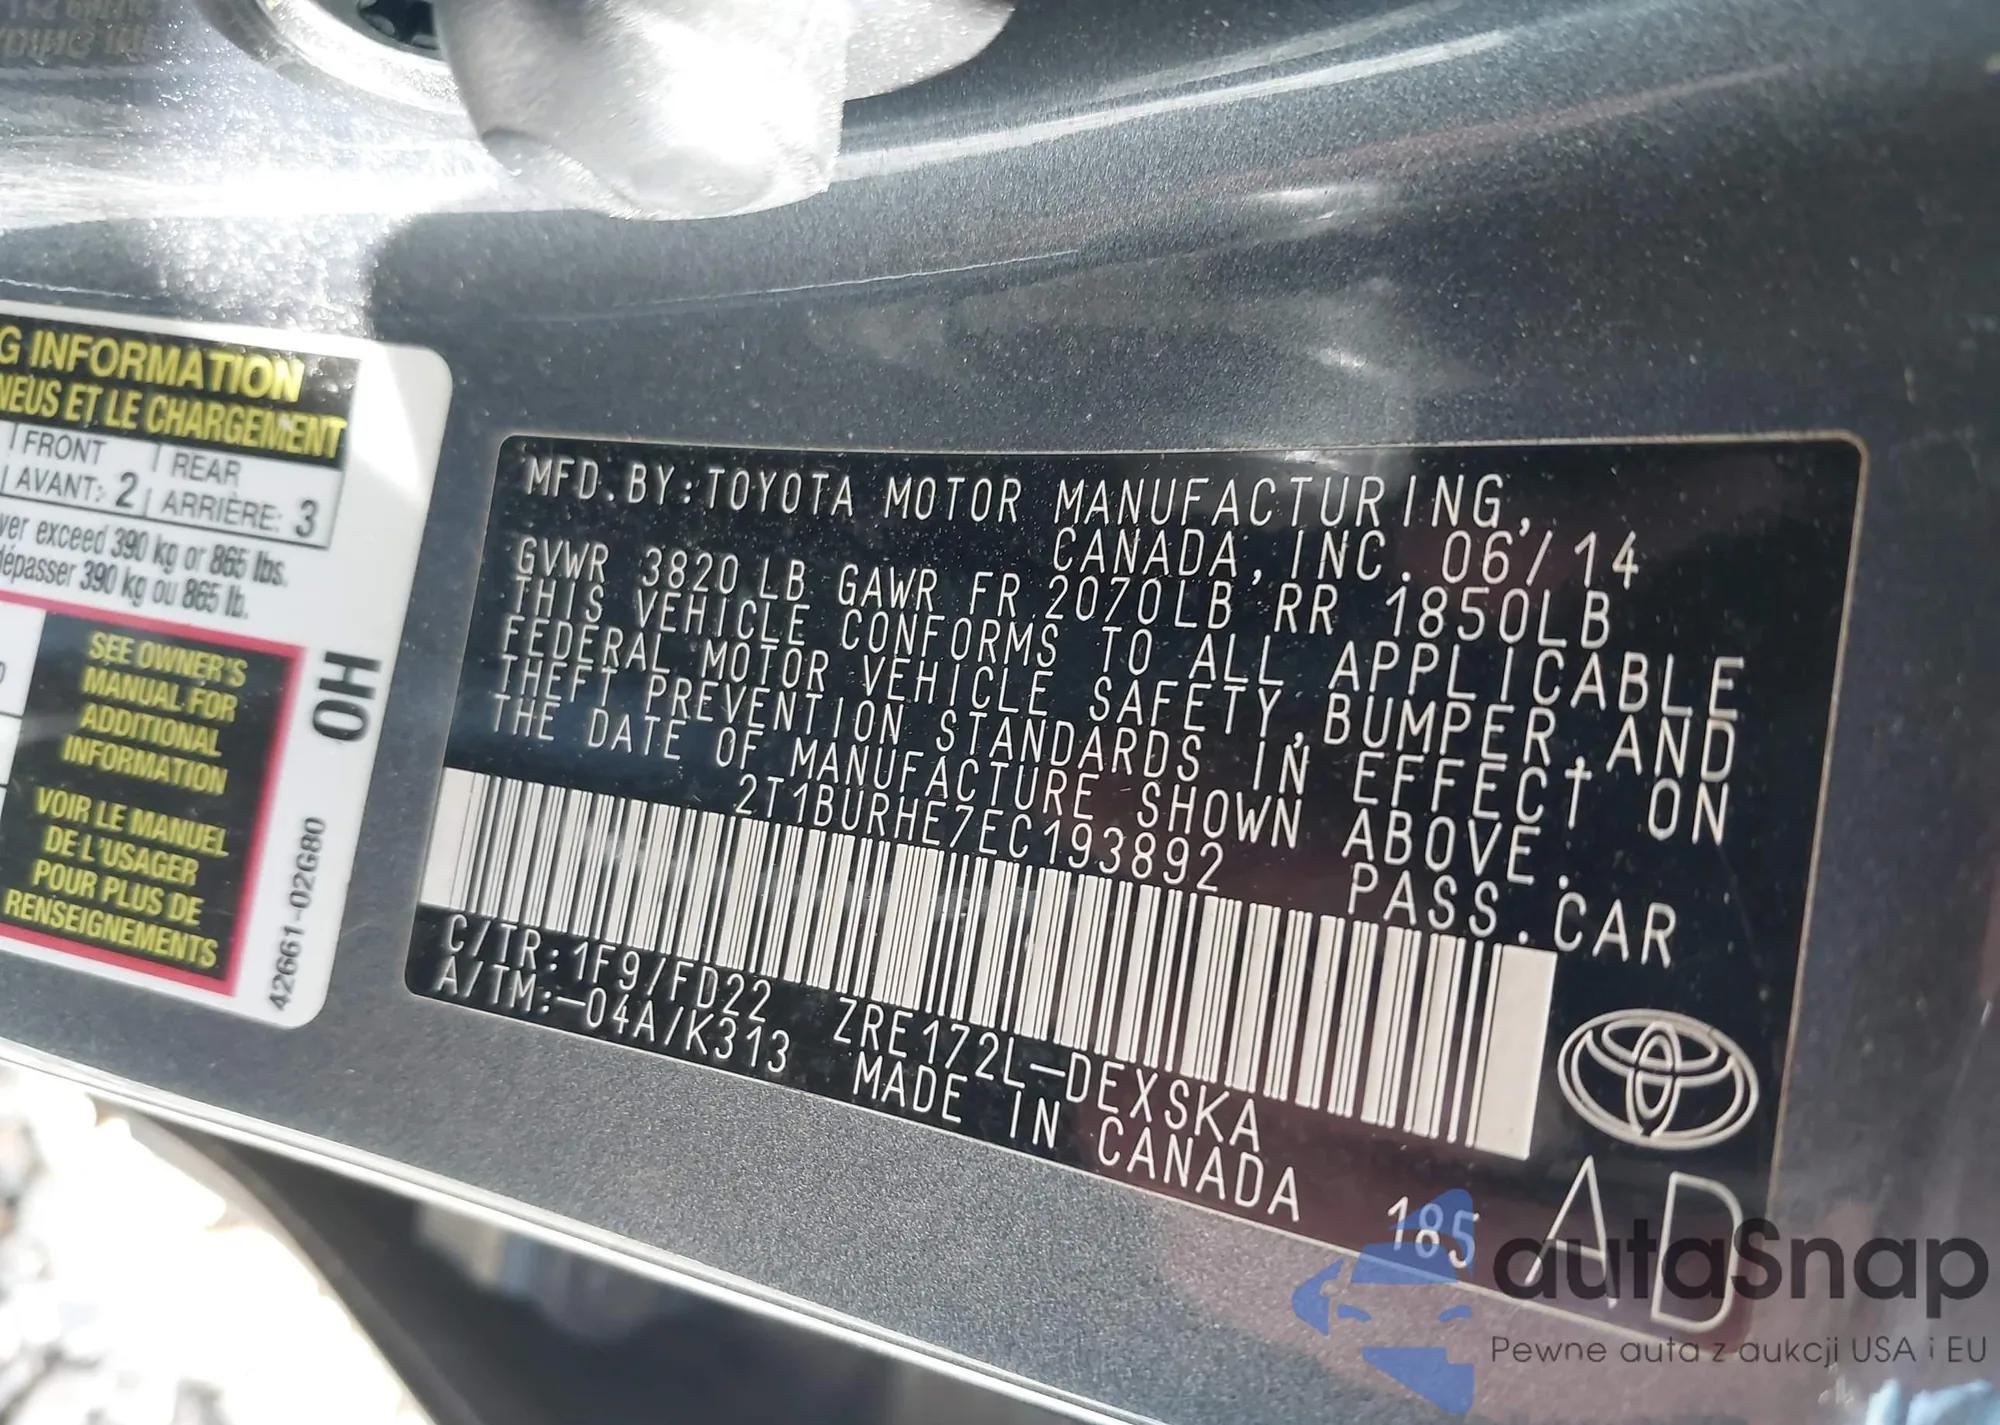 G INFORMATION
NEUS ET LE CHARGEMENT
FRONT REAR
AVANT: 2 ARRIÈRE: 3
ver exceed 390 kg or 865 lbs.
dépasser 390 kg ou 865 lb.
SEE OWNER'S
MANUAL FOR
ADDITIONAL
INFORMATION
VOIR LE MANUEL
DE L'USAGER
POUR PLUS DE
RENSEIGNEMENTS
0H
42661-02G80
MFD.BY:TOYOTA MOTOR MANUFACTURING,
CANADA,INC. 06/14
GVWR 3820 LB GAWR FR 2070LB RR 1850LB
THIS VEHICLE CONFORMS TO ALL APPLICABLE
FEDERAL MOTOR VEHICLE SAFETY,BUMPER,AND
THEFT PREVENTION STANDARDS IN EFFECT ON
THE DATE OF MANUFACTURE SHOWN ABOVE.
2T1BURHE7EC193892 PASS.CAR
C/TR:1F9/FD22 ZRE172L-DEXSKA
A/TM:-04A/K313 MADE IN CANADA 185
AD
autaSnap
Pewne auta z aukcji USA i EU